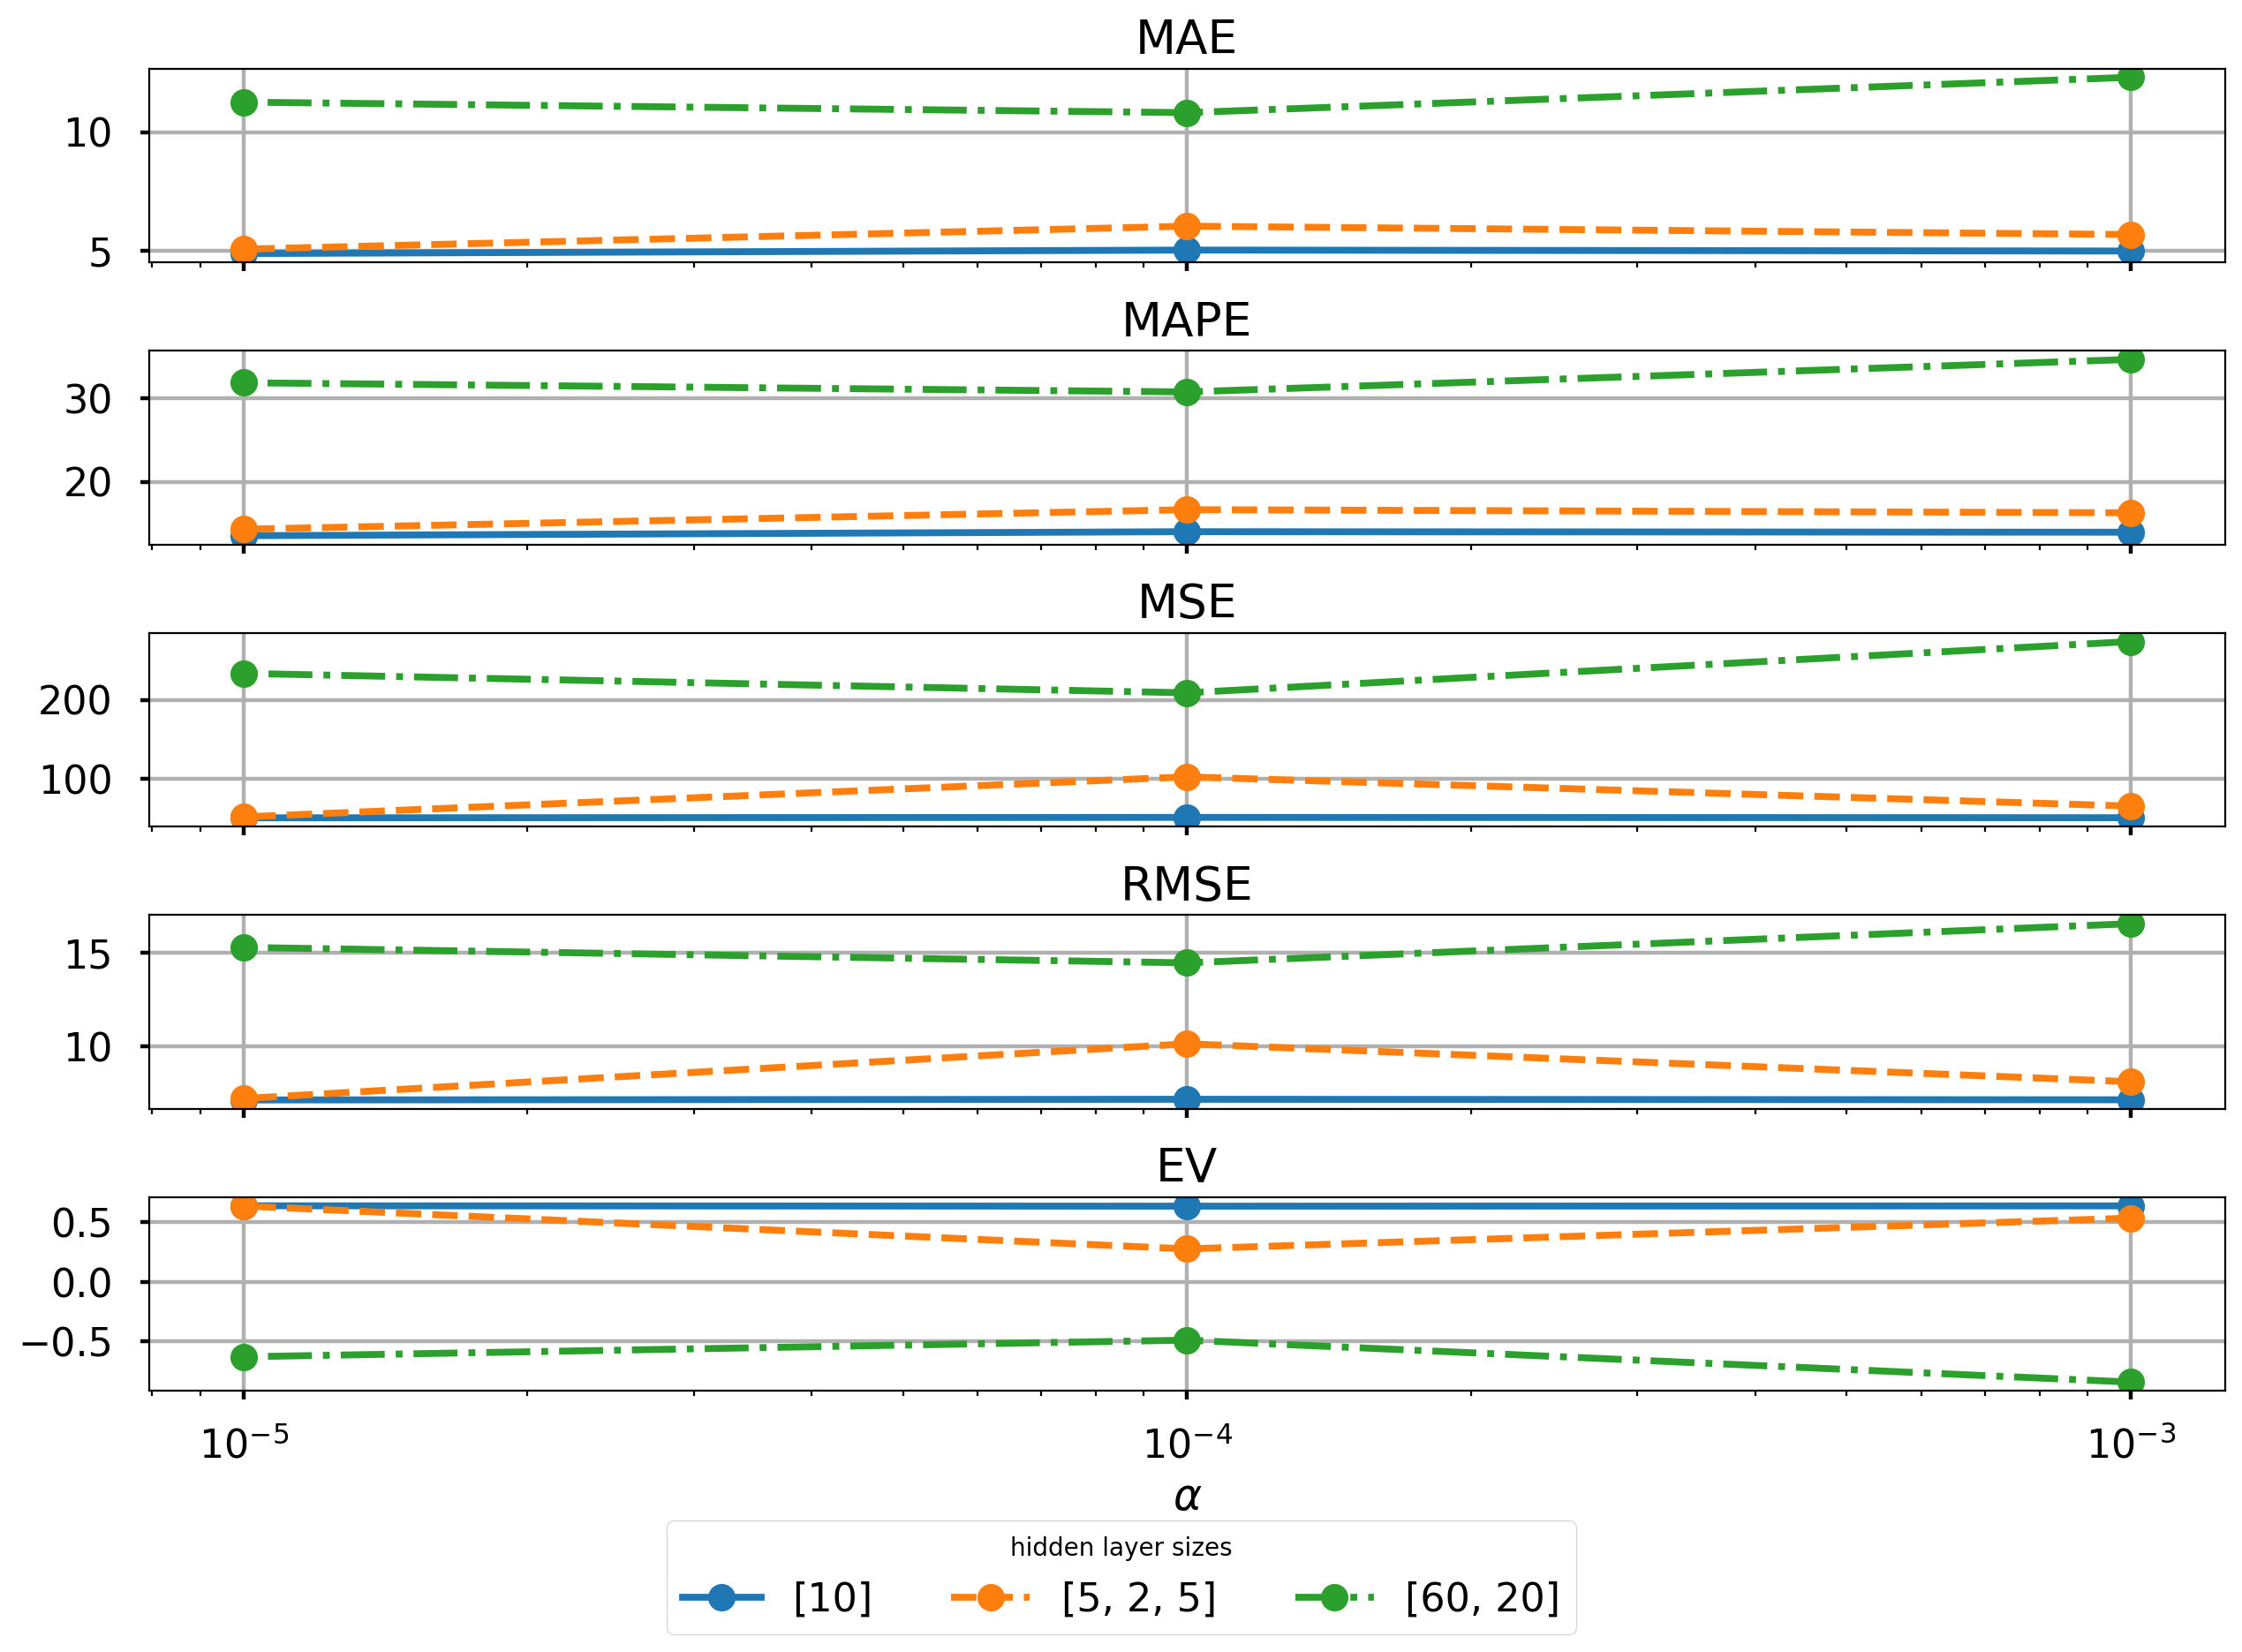 MAE
10
5
MAPE
30
20
MSE
200
100
RMSE
15
10
EV
0.5
0.0
−0.5
10⁻⁵ 10⁻⁴ 10⁻³
α
hidden layer sizes
[10] [5, 2, 5] [60, 20]